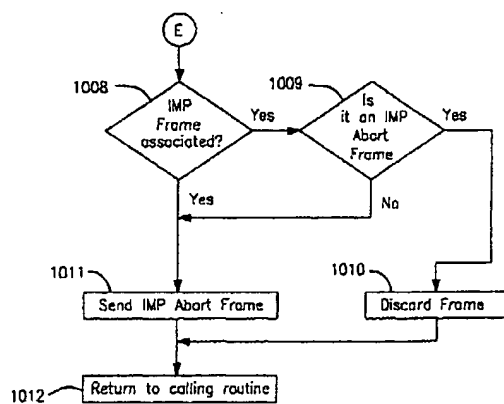 E
1008
IMP
Frame
associated?
Yes
Yes
1009
Is
it an IMP
Abort
Frame
Yes
No
1011
Send IMP Abort Frame
1010
Discard Frame
1012
Return to calling routine